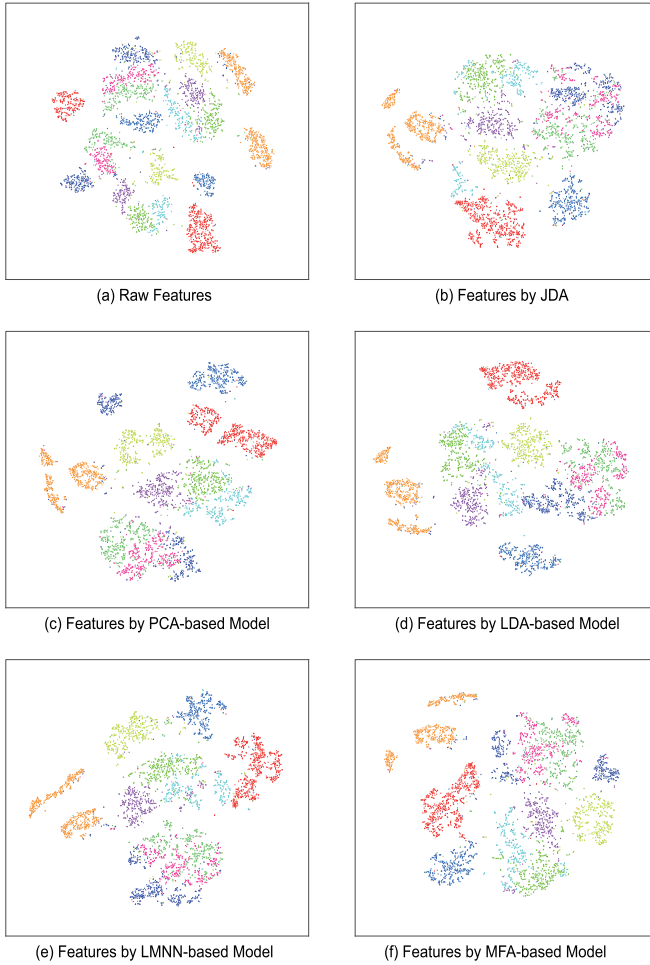 (a) Raw Features
(b) Features by JDA
(c) Features by PCA-based Model
(d) Features by LDA-based Model
(e) Features by LMNN-based Model
(f) Features by MFA-based Model